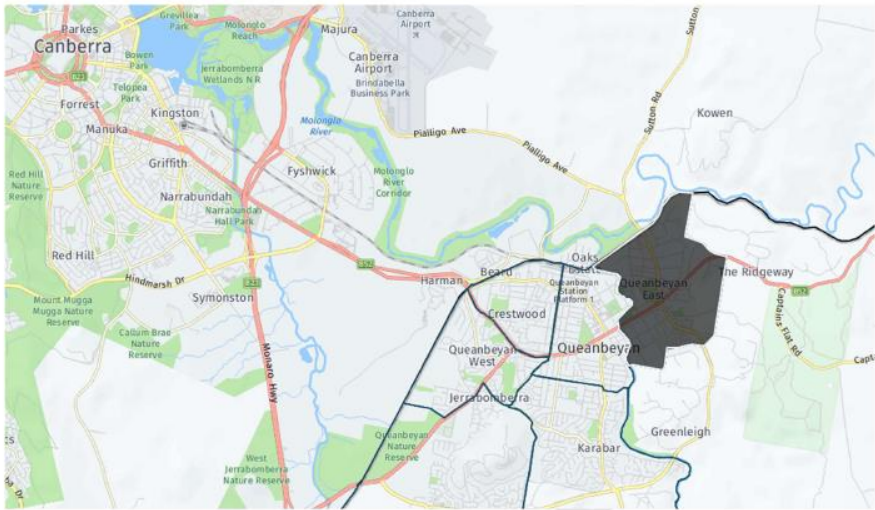 Grevillea
Park
Parkes
Canberra
Molonglo
Reach
Majura
Canberra
Airport
Bowen
Park
Jerrabomberra
Wetlands N R
Canberra
Airport
Brindabella
Business Park
Telopea
Park
Forrest
Kingston
Manuka
Molonglo
River
Pialligo Ave
Pialligo Ave
Sutton
Sutton Rd
Kowen
Griffith
Fyshwick
Molonglo
River
Corridor
Red Hill
Nature
Reserve
Narrabundah
Narrabundah
Hall Park
Red Hill
Hindmarsh Dr
Symonston
Mount Mugga
Mugga Nature
Reserve
Callum Brae
Nature
Reserve
Monaro Hwy
Harman
Beard
Oaks
Estate
Queanbeyan
Station
Platform 1
Queanbeyan
East
The Ridgeway
Captains Flat Rd
Crestwood
Queanbeyan
West
Queanbeyan
Jerrabomberra
Queanbeyan
Nature
Reserve
West
Jerrabomberra
Nature Reserve
Karabar
Greenleigh